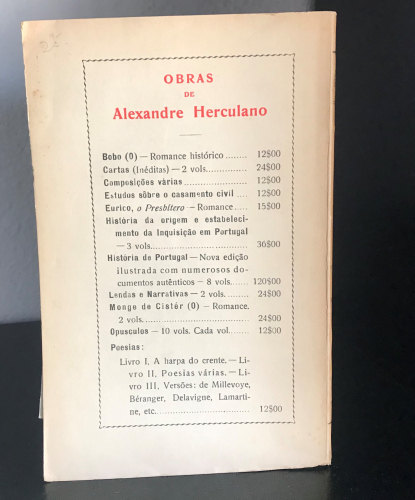 OBRAS
DE
Alexandre Herculano
Bobo (O) — Romance histórico ........ 12$00
Cartas (Inéditas) — 2 vols............ 24$00
Composições várias.................. 12$00
Estudos sôbre o casamento civil .... 12$00
Eurico, o Presbítero — Romance..... 15$00
História da origem e estabeleci-
mento da Inquisição em Portugal
— 3 vols........................... 30$00
História de Portugal — Nova edição
ilustrada com numerosos do-
cumentos autênticos — 8 vols...... 120$00
Lendas e Narrativas — 2 vols......... 24$00
Monge de Cistér (O) — Romance.
2 vols............................. 24$00
Opusculos — 10 vols. Cada vol....... 12$00
Poesias:
Livro I, A harpa do crente. — Li-
vro II, Poesias várias. — Li-
vro III, Versões: de Millevoye,
Béranger, Delavigne, Lamarti-
ne, etc............................ 12$00